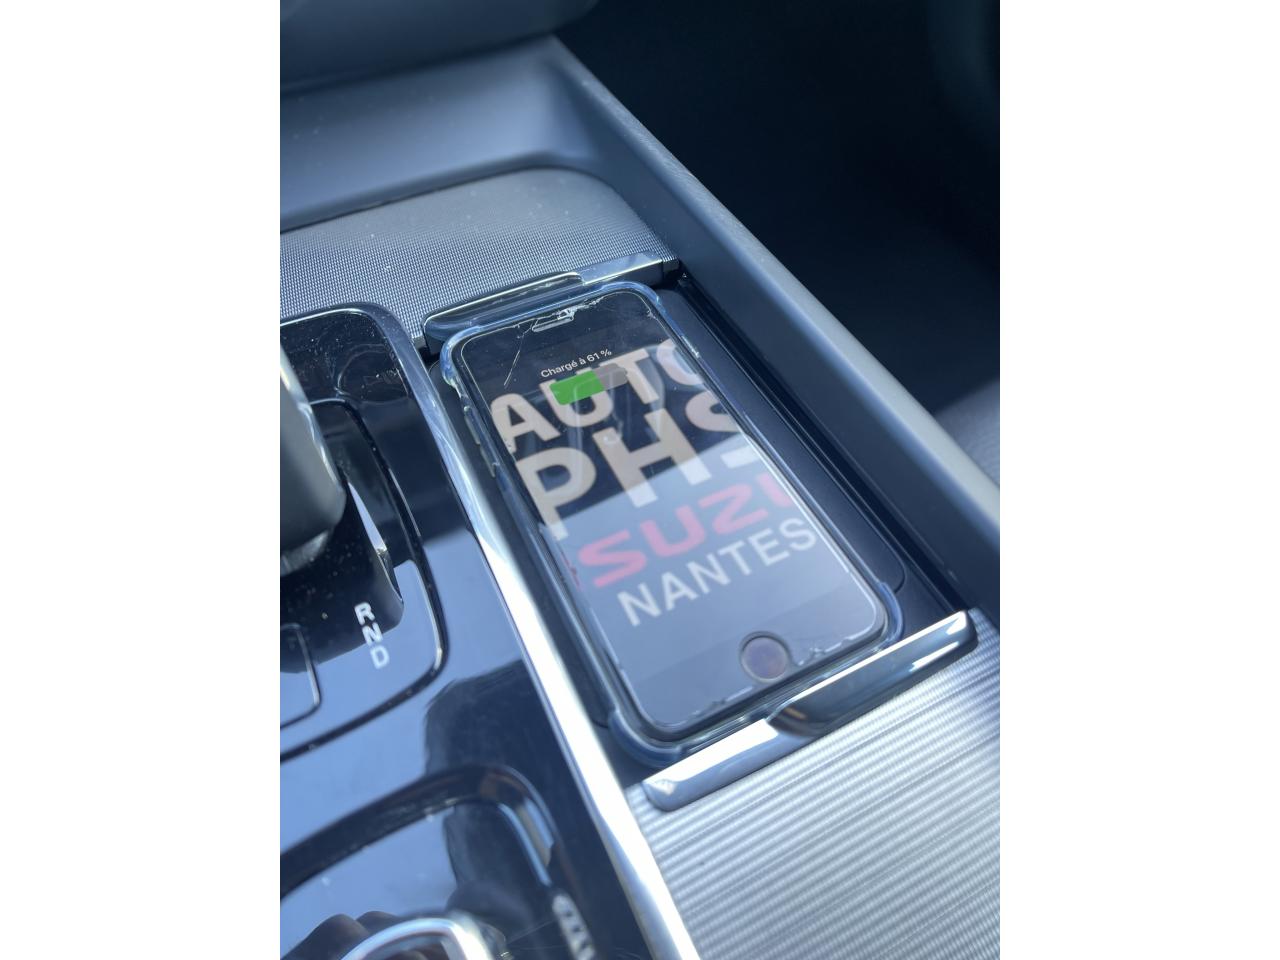 Chargé à 61 %
AUTO
PHS
SUZU
NANTES
R
N
D